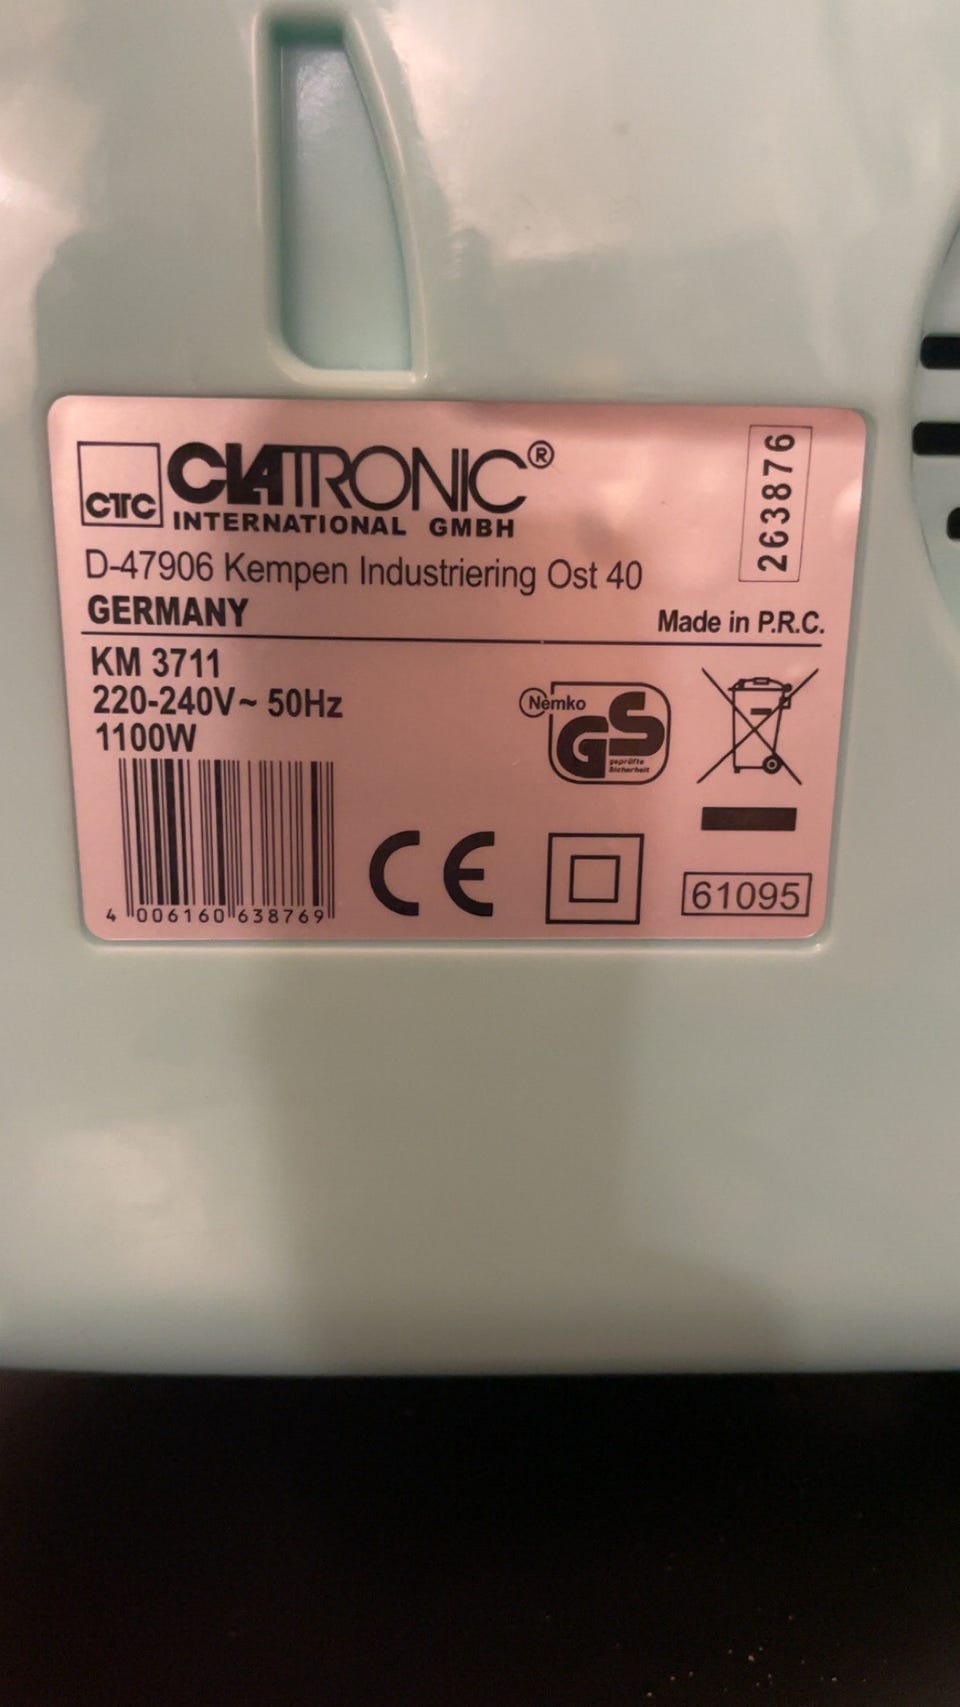 CTC CLATRONIC®
INTERNATIONAL GMBH
D-47906 Kempen Industriering Ost 40
GERMANY
263876
Made in P.R.C.
KM 3711
220-240V~ 50Hz
1100W
Nemko
GS
geprüfte
Sicherheit
4 006160 638769
CE
61095